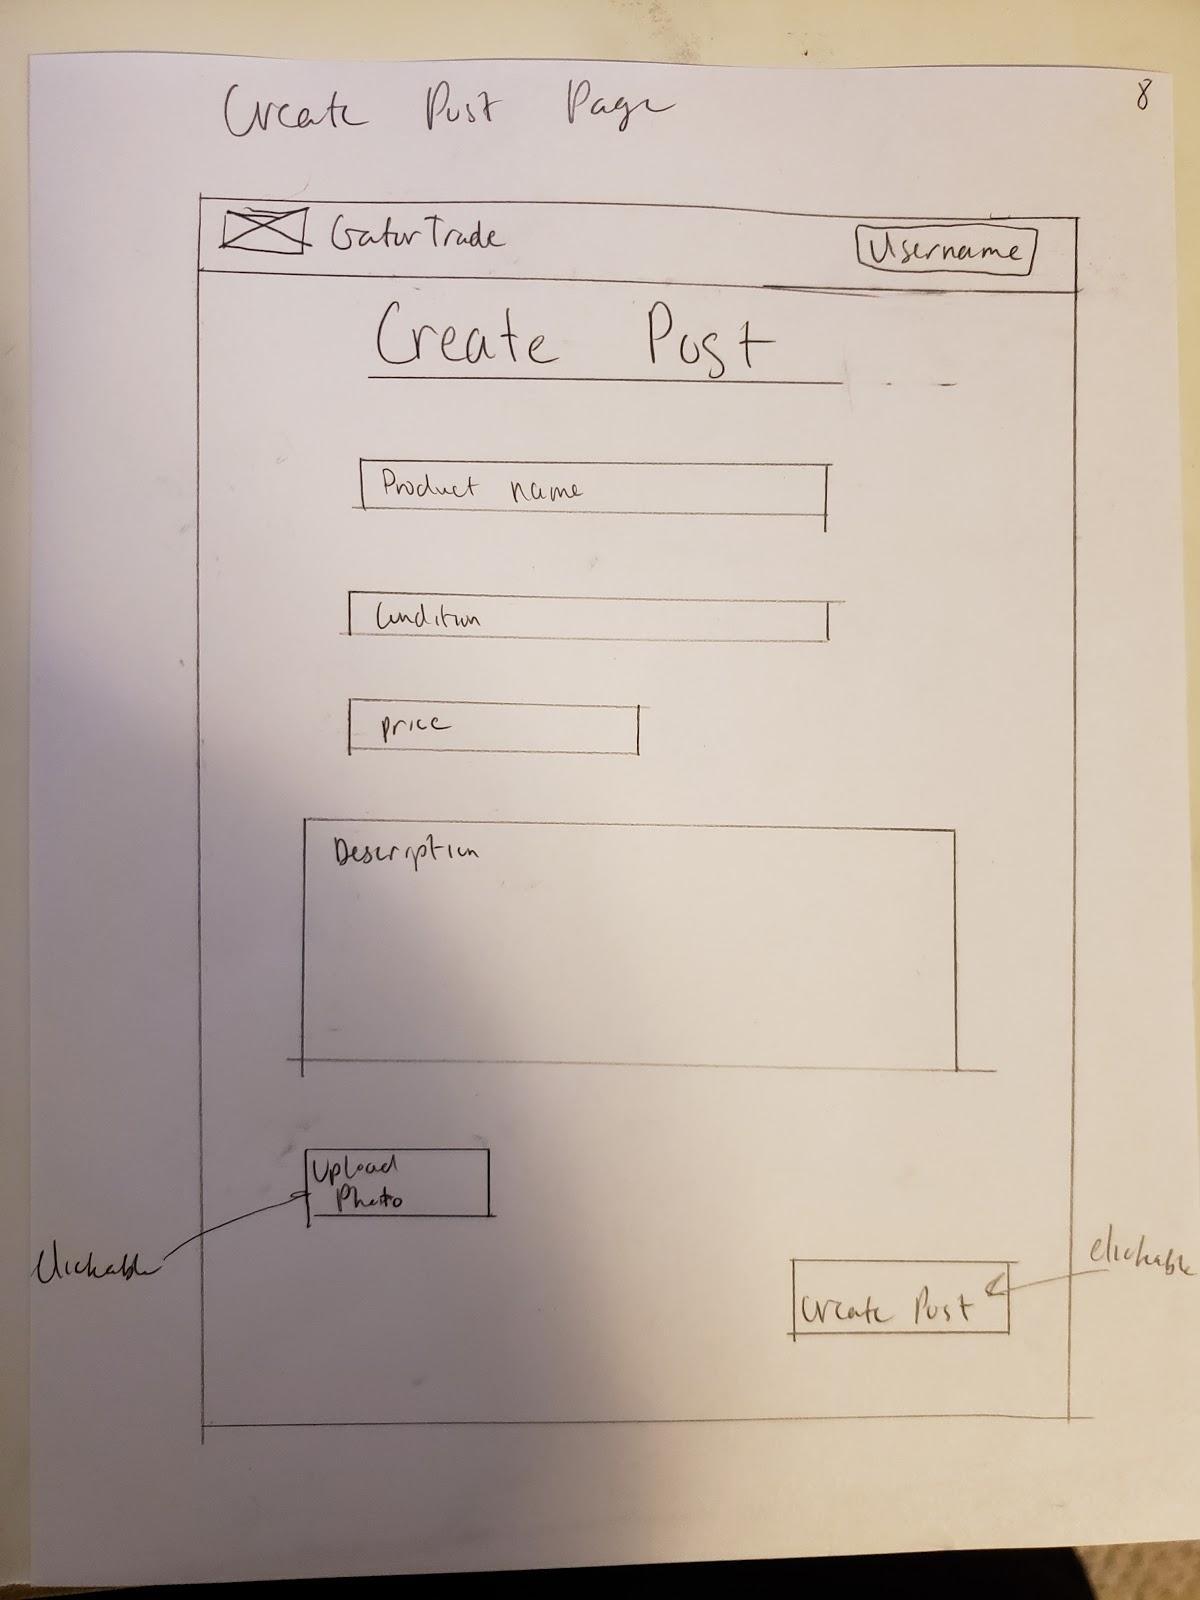 Create Post Page
8
GatorTrade
Username
Create Post
Product name
Condition
price
Description
Upload
Photo
Clickable
clickable
Create Post